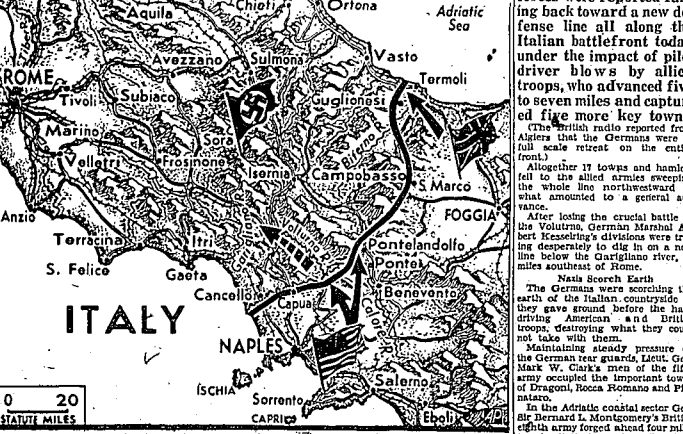 Aquila
Chieti
Ortona
Adriatic
Sea
Avezzano
Sulmona
Vasto
Termoli
ROME
Tivoli
Subiaco
Guglionesi
Marino
Sora
Velletri
Frosinone
Isernia
Biferno
Campobasso
S. Marco
FOGGIA
Anzio
Terracina
Itri
Volturno
Pontelandolfo
Ponte
S. Felice
Gaeta
Cancello
Capua
Benevento
Calore
ITALY
NAPLES
ISCHIA
Salerno
Sorrento
CAPRI
Eboli
0 20
STATUTE MILES
ing back toward a new de
fense line all along th
Italian battlefront toda
under the impact of pile
driver blows by allie
troops, who advanced fiv
to seven miles and captur
ed five more key town
(The British radio reported fro
Algiers that the Germans were
full scale retreat on the enti
front.)
Altogether 17 towns and hamle
fell to the allied armies sweepi
the whole line northwestward
what amounted to a general a
vance.
After losing the crucial battle
the Volutrno, German Marshal A
bert Kesselring's divisions were tr
ing desperately to dig in on a ne
line below the Garigliano river,
miles southeast of Rome.
Nazis Scorch Earth
The Germans were scorching t
earth of the Italian countryside
they gave ground before the ha
driving American and Briti
troops, destroying what they cou
not take with them.
Maintaining steady pressure
the German rear guards, Lieut. Ge
Mark W. Clark's men of the fif
army occupied the important tow
of Dragoni, Rocca Romano and Pi
nataro.
In the Adriatic coastal sector Ge
Sir Bernard L. Montgomery's Briti
eighth army forged ahead four mil